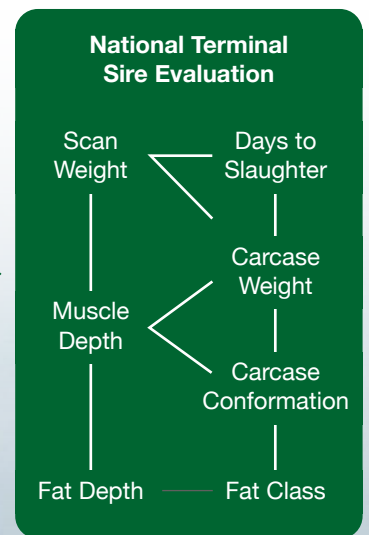 National Terminal
Sire Evaluation
Scan
Weight
Days to
Slaughter
Carcase
Weight
Muscle
Depth
Carcase
Conformation
Fat Depth
Fat Class